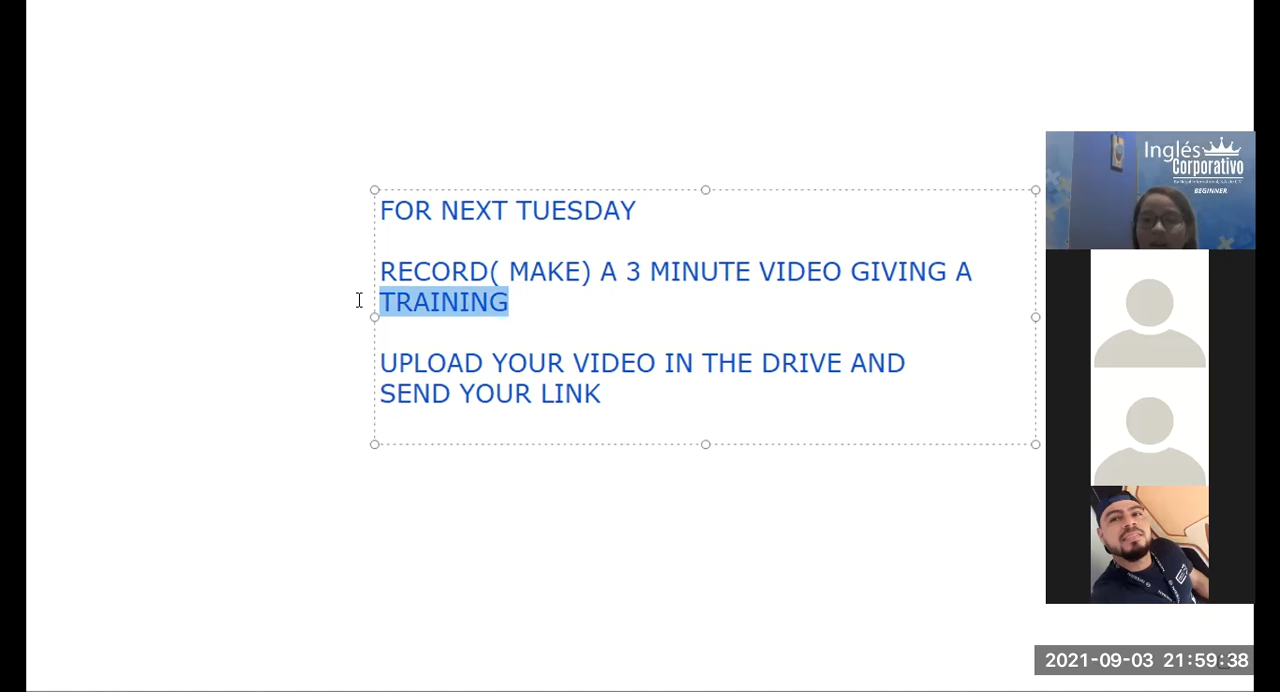 FOR NEXT TUESDAY
RECORD( MAKE) A 3 MINUTE VIDEO GIVING A
TRAINING
UPLOAD YOUR VIDEO IN THE DRIVE AND
SEND YOUR LINK
Inglés
Corporativo
BEGINNER
2021-09-03 21:59:38